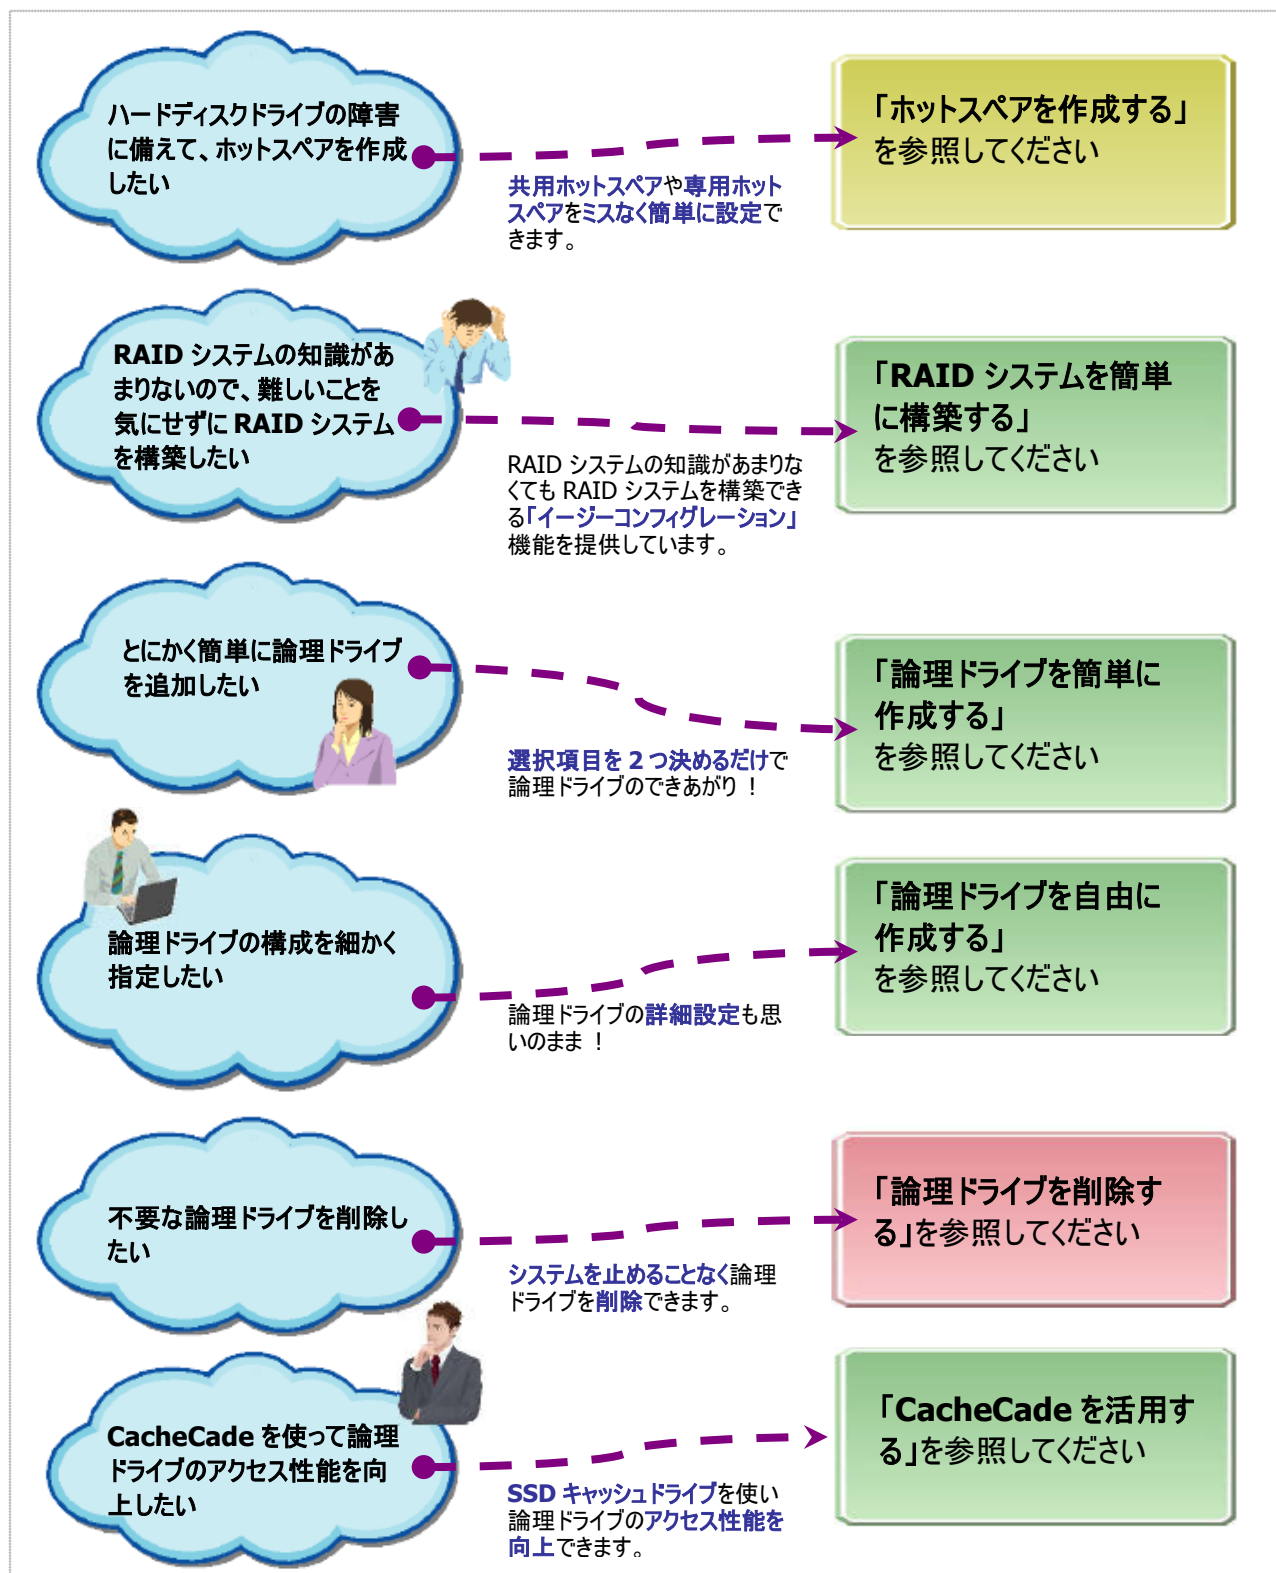 ハードディスクドライブの障害
に備えて、ホットスペアを作成
したい
「ホットスペアを作成する」
を参照してください
共用ホットスペアや専用ホット
スペアをミスなく簡単に設定で
きます。
RAID システムの知識があ
まりないので、難しいことを
気にせずに RAID システム
を構築したい
「RAID システムを簡単
に構築する」
を参照してください
RAID システムの知識があまりな
くても RAID システムを構築でき
る「イージーコンフィグレーション」
機能を提供しています。
とにかく簡単に論理ドライブ
を追加したい
「論理ドライブを簡単に
作成する」
を参照してください
選択項目を 2 つ決めるだけで
論理ドライブのできあがり！
論理ドライブの構成を細かく
指定したい
「論理ドライブを自由に
作成する」
を参照してください
論理ドライブの詳細設定も思
いのまま！
不要な論理ドライブを削除し
たい
「論理ドライブを削除す
る」を参照してください
システムを止めることなく論理
ドライブを削除できます。
CacheCade を使って論理
ドライブのアクセス性能を向
上したい
「CacheCade を活用す
る」を参照してください
SSD キャッシュドライブを使い
論理ドライブのアクセス性能を
向上できます。